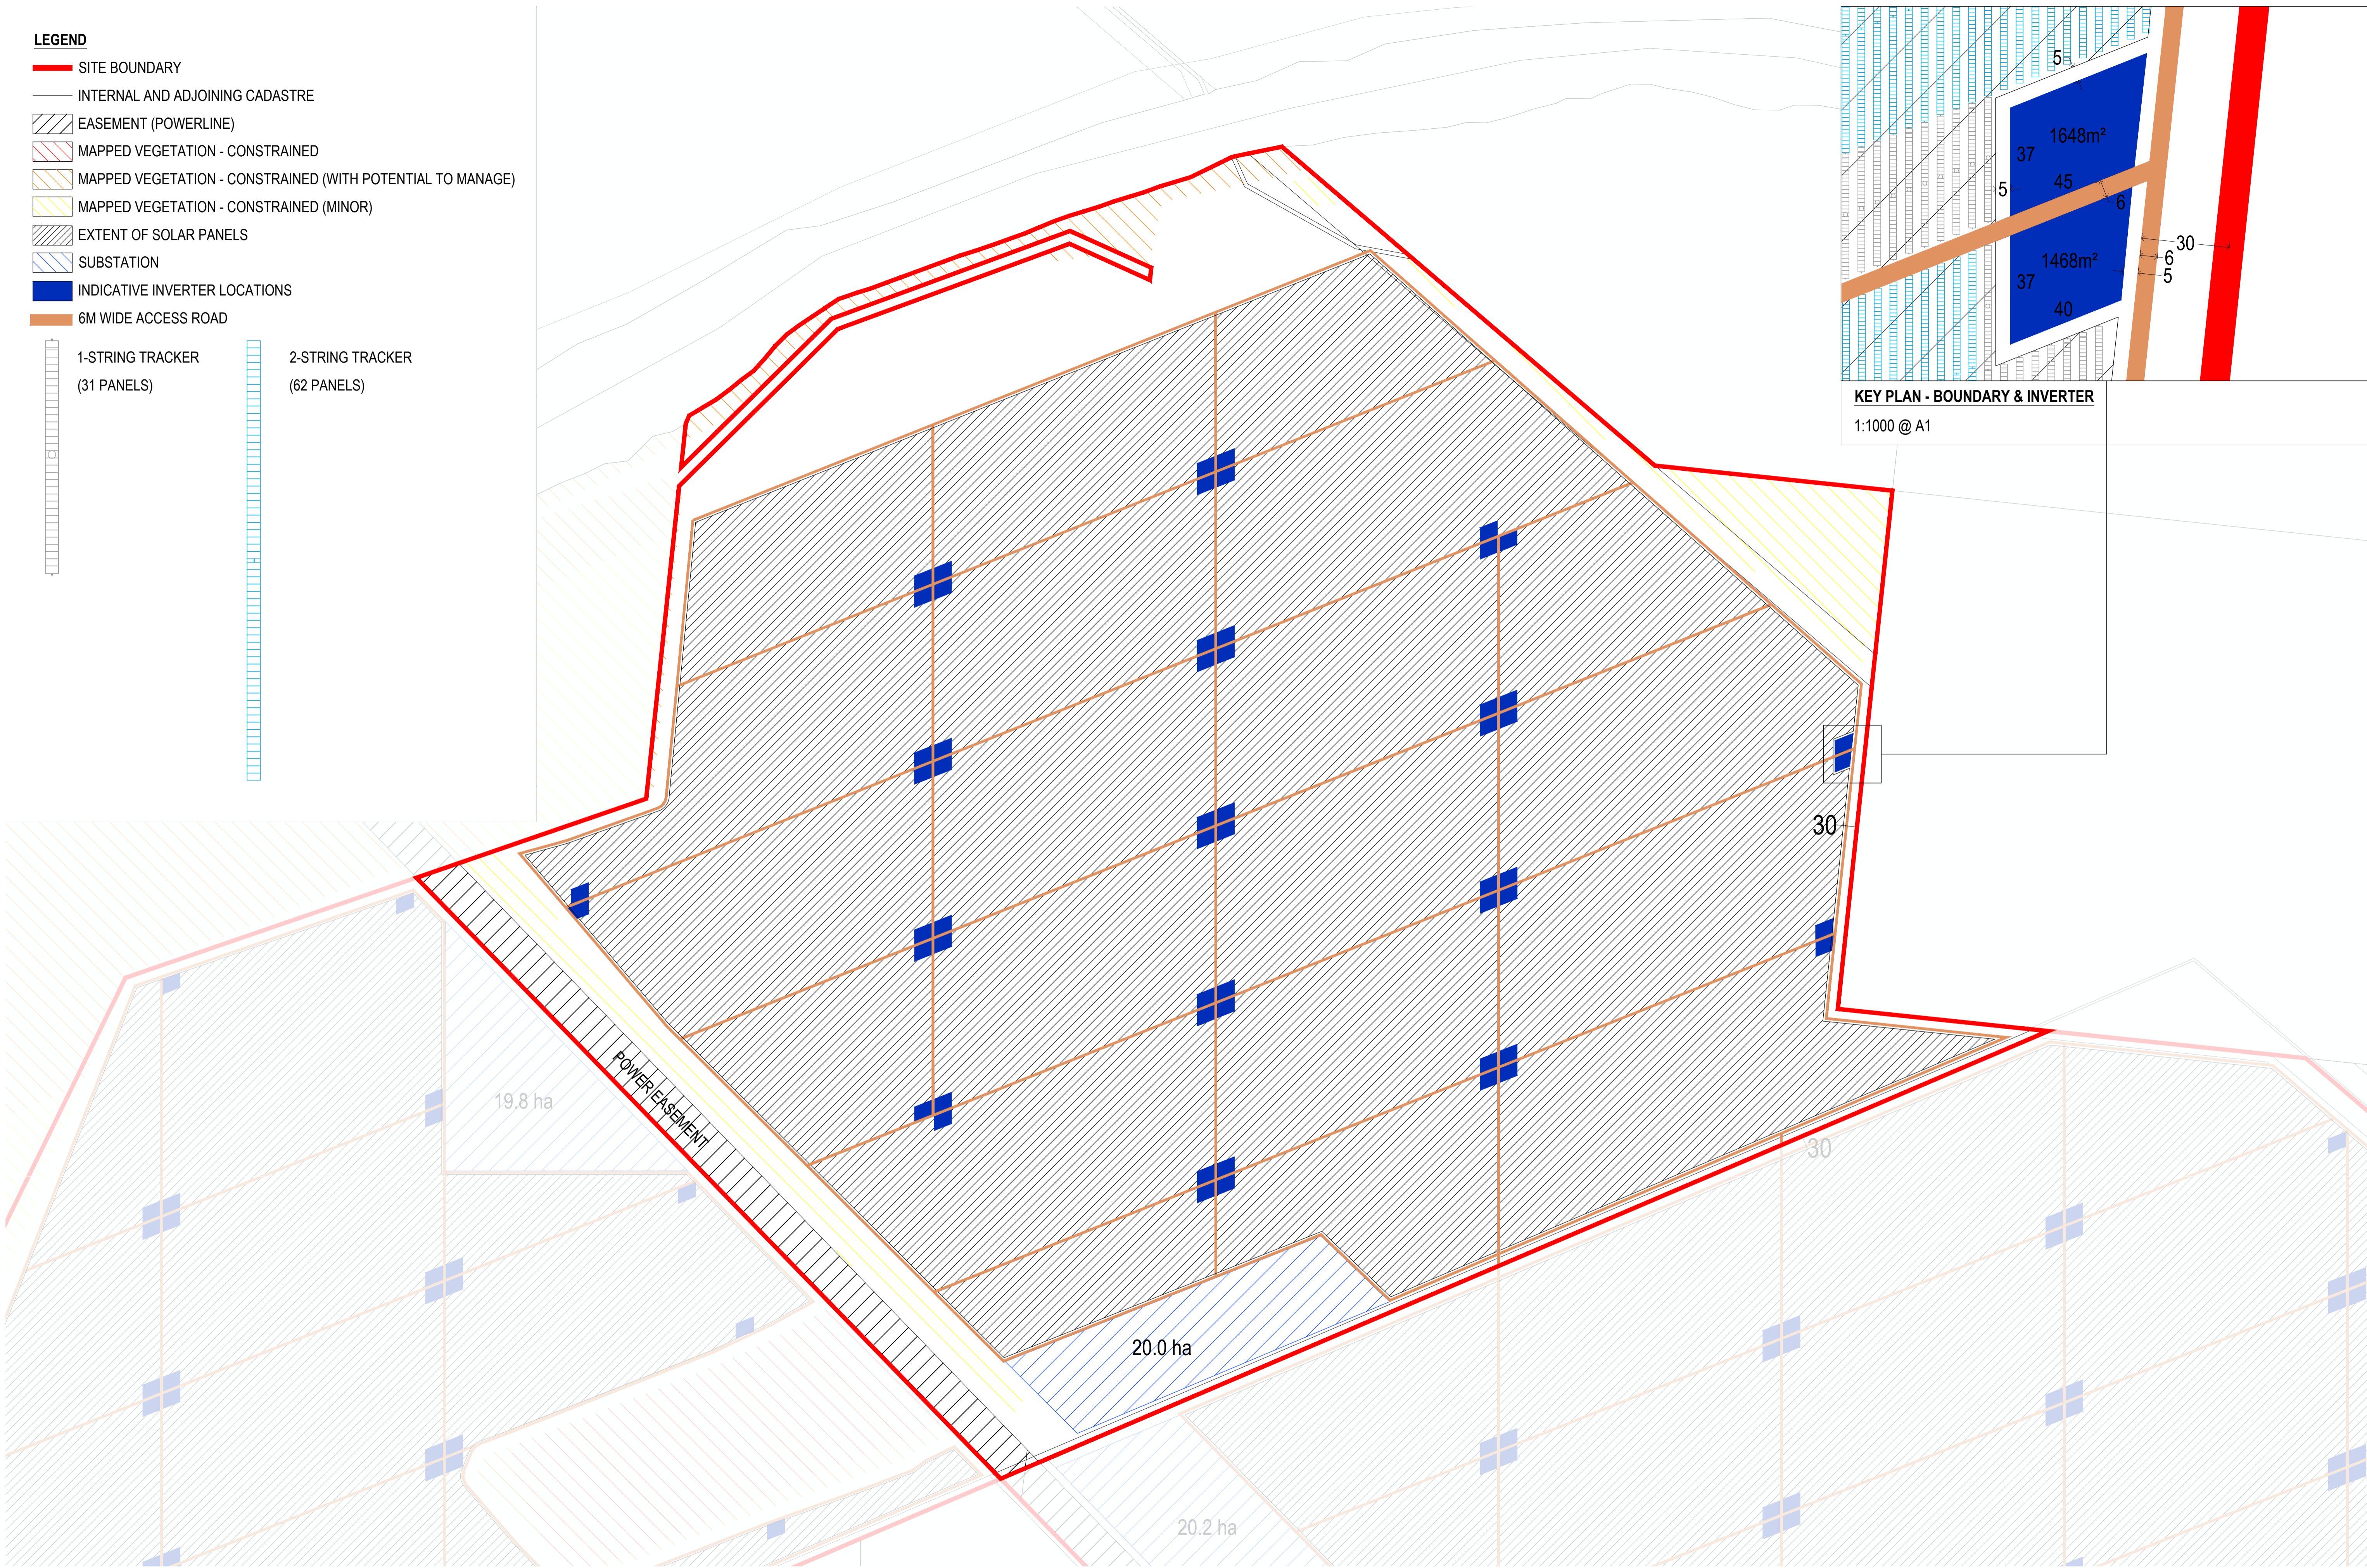 LEGEND
SITE BOUNDARY
INTERNAL AND ADJOINING CADASTRE
EASEMENT (POWERLINE)
MAPPED VEGETATION - CONSTRAINED
MAPPED VEGETATION - CONSTRAINED (WITH POTENTIAL TO MANAGE)
MAPPED VEGETATION - CONSTRAINED (MINOR)
EXTENT OF SOLAR PANELS
SUBSTATION
INDICATIVE INVERTER LOCATIONS
6M WIDE ACCESS ROAD
1-STRING TRACKER
(31 PANELS)
2-STRING TRACKER
(62 PANELS)
5
1648m²
37
45
5
6
30
1468m²
6
5
37
40
KEY PLAN - BOUNDARY & INVERTER
1:1000 @ A1
30
POWER EASEMENT
19.8 ha
30
20.0 ha
20.2 ha